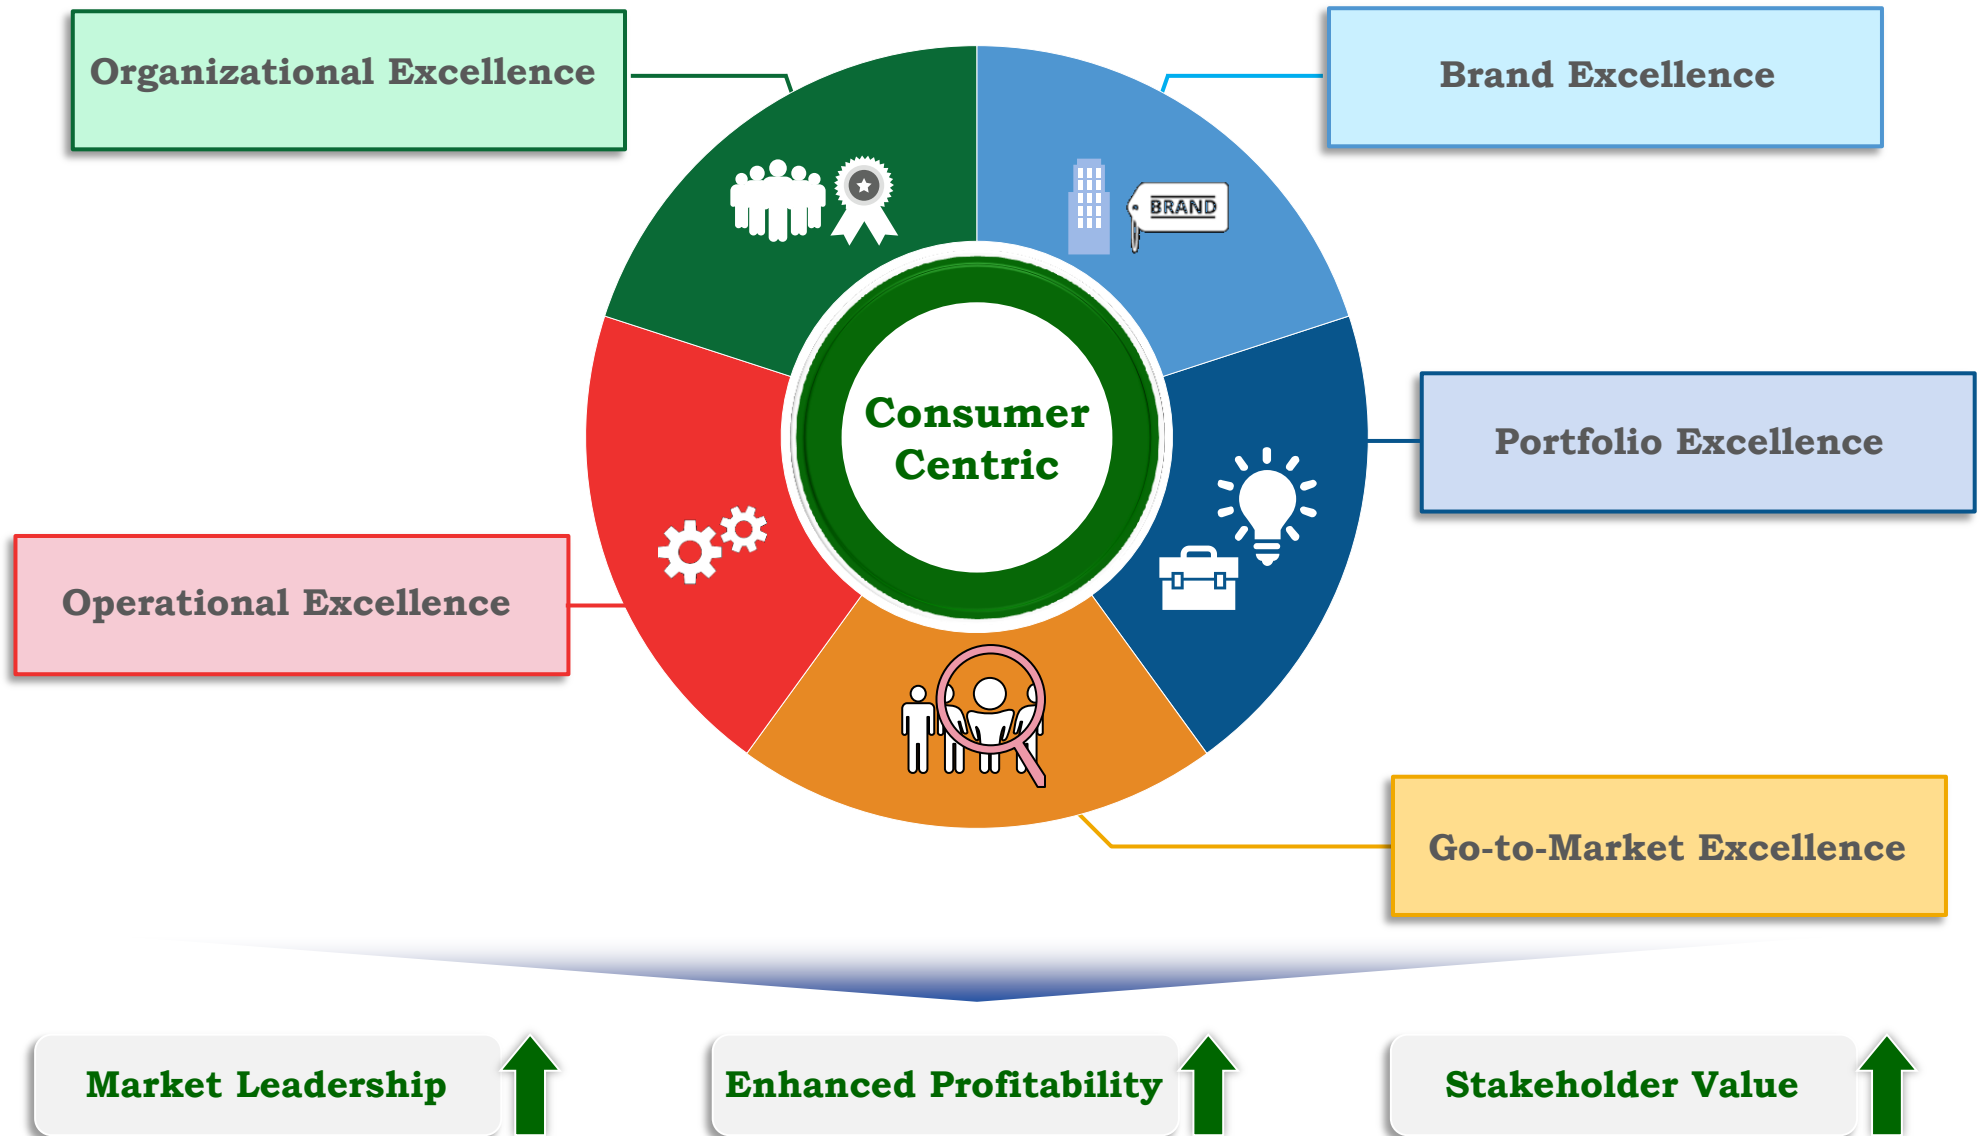 Organizational Excellence
Brand Excellence
BRAND
Consumer
Centric
Portfolio Excellence
Operational Excellence
Go-to-Market Excellence
Market Leadership
Enhanced Profitability
Stakeholder Value